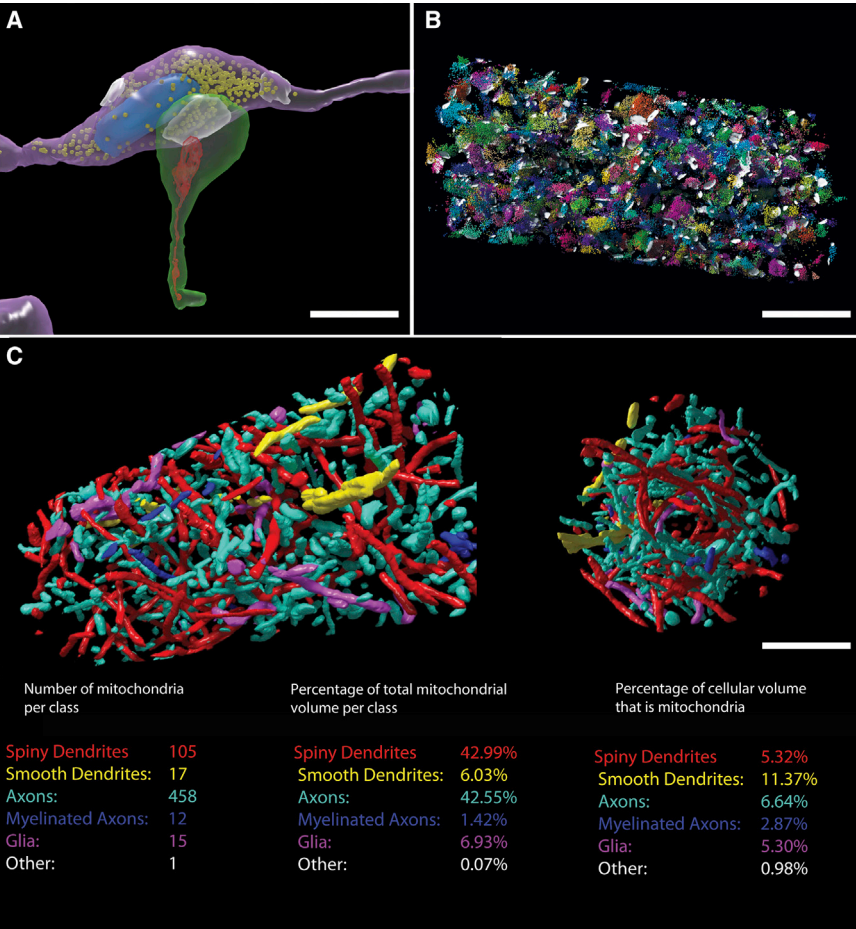 A
B
C
Number of mitochondria
per class
Spiny Dendrites 105
Smooth Dendrites: 17
Axons: 458
Myelinated Axons: 12
Glia: 15
Other: 1
Percentage of total mitochondrial
volume per class
Spiny Dendrites 42.99%
Smooth Dendrites: 6.03%
Axons: 42.55%
Myelinated Axons: 1.42%
Glia: 6.93%
Other: 0.07%
Percentage of cellular volume
that is mitochondria
Spiny Dendrites 5.32%
Smooth Dendrites: 11.37%
Axons: 6.64%
Myelinated Axons: 2.87%
Glia: 5.30%
Other: 0.98%